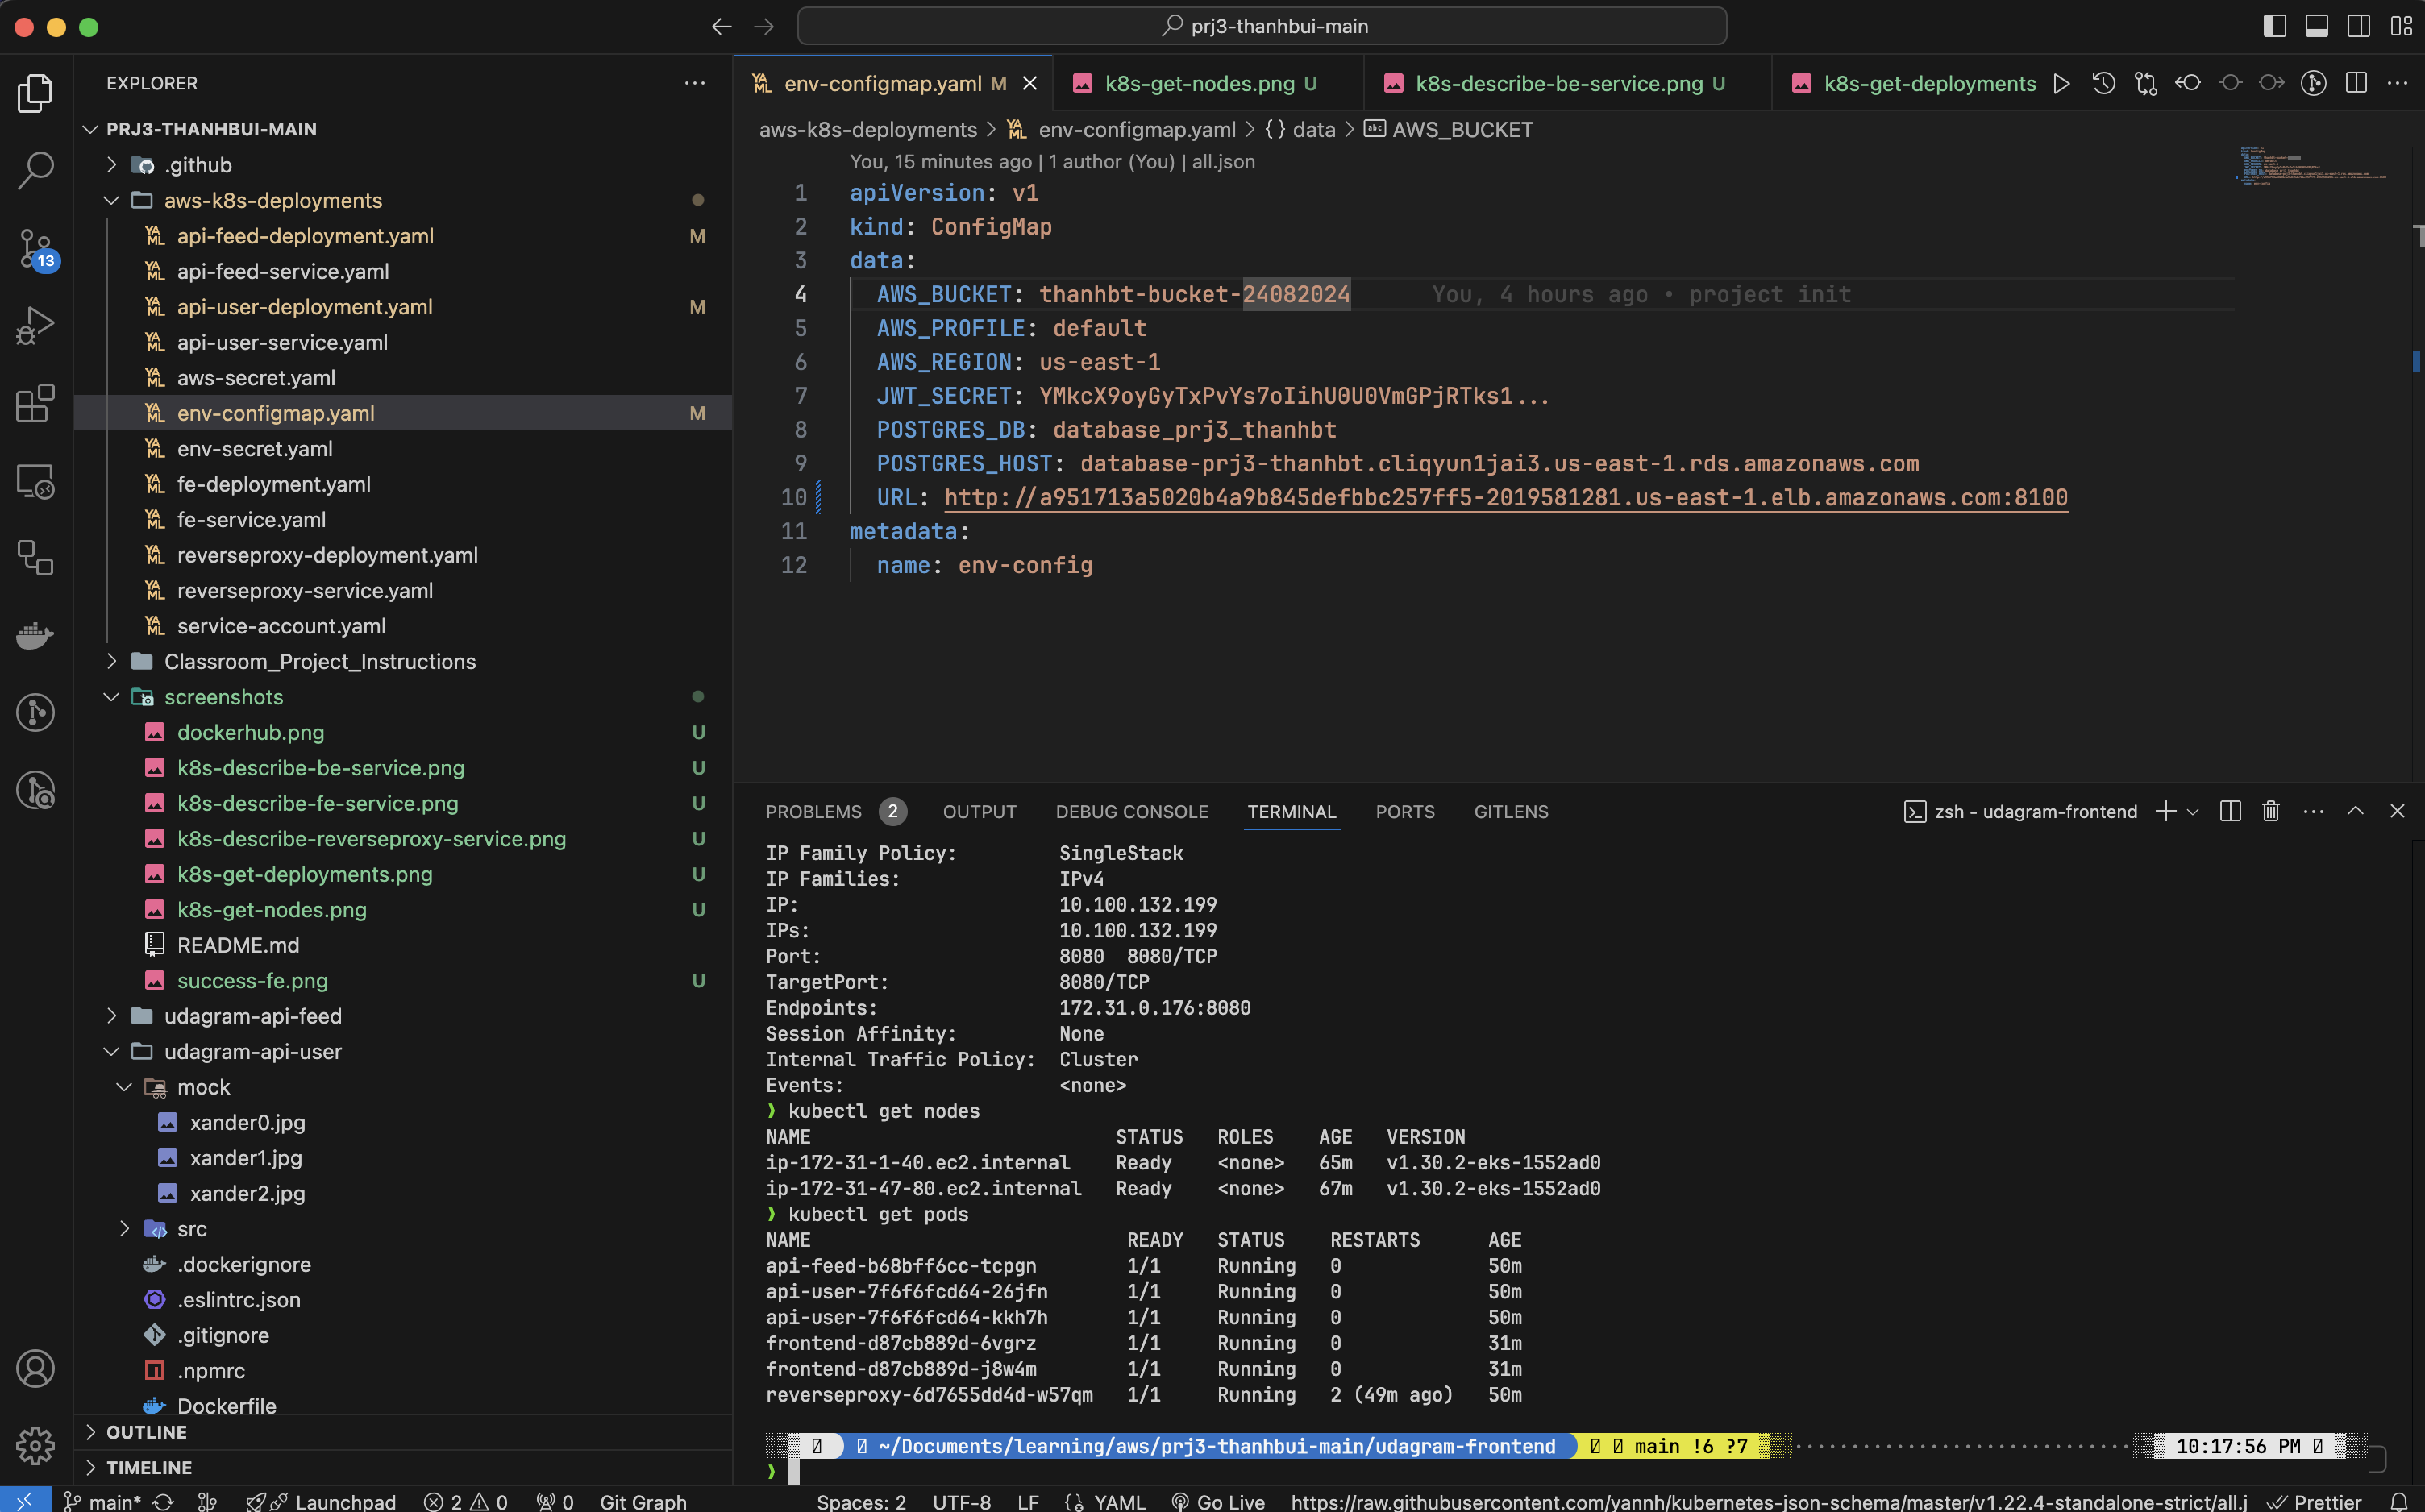 prj3-thanhbui-main
EXPLORER
PRJ3-THANHBUI-MAIN
.github
aws-k8s-deployments
api-feed-deployment.yaml M
api-feed-service.yaml
api-user-deployment.yaml M
api-user-service.yaml
aws-secret.yaml
env-configmap.yaml M
env-secret.yaml
fe-deployment.yaml
fe-service.yaml
reverseproxy-deployment.yaml
reverseproxy-service.yaml
service-account.yaml
Classroom_Project_Instructions
screenshots
dockerhub.png U
k8s-describe-be-service.png U
k8s-describe-fe-service.png U
k8s-describe-reverseproxy-service.png U
k8s-get-deployments.png U
k8s-get-nodes.png U
README.md
success-fe.png U
udagram-api-feed
udagram-api-user
mock
xander0.jpg
xander1.jpg
xander2.jpg
src
.dockerignore
.eslintrc.json
.gitignore
.npmrc
Dockerfile
OUTLINE
TIMELINE
13
env-configmap.yaml M
k8s-get-nodes.png U
k8s-describe-be-service.png U
k8s-get-deployments
aws-k8s-deployments > env-configmap.yaml > {} data > AWS_BUCKET
You, 15 minutes ago | 1 author (You) | all.json
1 apiVersion: v1
2 kind: ConfigMap
3 data:
4 AWS_BUCKET: thanhbt-bucket-24082024 You, 4 hours ago • project init
5 AWS_PROFILE: default
6 AWS_REGION: us-east-1
7 JWT_SECRET: YMkcX9oyGyTxPvYs7oIihU0U0VmGPjRTks1...
8 POSTGRES_DB: database_prj3_thanhbt
9 POSTGRES_HOST: database-prj3-thanhbt.cliqyun1jai3.us-east-1.rds.amazonaws.com
10 URL: http://a951713a5020b4a9b845defbbc257ff5-2019581281.us-east-1.elb.amazonaws.com:8100
11 metadata:
12 name: env-config
PROBLEMS 2 OUTPUT DEBUG CONSOLE TERMINAL PORTS GITLENS zsh - udagram-frontend
IP Family Policy: SingleStack
IP Families: IPv4
IP: 10.100.132.199
IPs: 10.100.132.199
Port: 8080 8080/TCP
TargetPort: 8080/TCP
Endpoints: 172.31.0.176:8080
Session Affinity: None
Internal Traffic Policy: Cluster
Events: <none>
❯ kubectl get nodes
NAME STATUS ROLES AGE VERSION
ip-172-31-1-40.ec2.internal Ready <none> 65m v1.30.2-eks-1552ad0
ip-172-31-47-80.ec2.internal Ready <none> 67m v1.30.2-eks-1552ad0
❯ kubectl get pods
NAME READY STATUS RESTARTS AGE
api-feed-b68bff6cc-tcpgn 1/1 Running 0 50m
api-user-7f6f6fcd64-26jfn 1/1 Running 0 50m
api-user-7f6f6fcd64-kkh7h 1/1 Running 0 50m
frontend-d87cb889d-6vgrz 1/1 Running 0 31m
frontend-d87cb889d-j8w4m 1/1 Running 0 31m
reverseproxy-6d7655dd4d-w57qm 1/1 Running 2 (49m ago) 50m
~/Documents/learning/aws/prj3-thanhbui-main/udagram-frontend main !6 ?7 10:17:56 PM
❯
main* Launchpad 2 0 0 Git Graph Spaces: 2 UTF-8 LF {} YAML Go Live https://raw.githubusercontent.com/yannh/kubernetes-json-schema/master/v1.22.4-standalone-strict/all.j Prettier